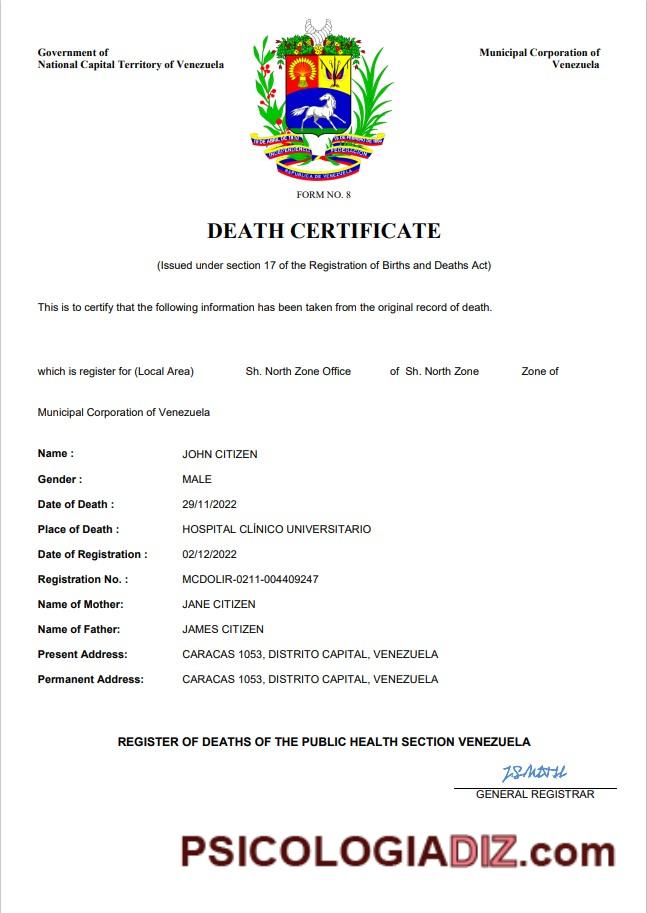 Government of
National Capital Territory of Venezuela
Municipal Corporation of
Venezuela
19 DE ABRIL DE 1810
INDEPENDENCIA
FEDERACION
REPUBLICA DE VENEZUELA
FORM NO. 8
DEATH CERTIFICATE
(Issued under section 17 of the Registration of Births and Deaths Act)
This is to certify that the following information has been taken from the original record of death.
which is register for (Local Area) Sh. North Zone Office of Sh. North Zone Zone of
Municipal Corporation of Venezuela
Name : JOHN CITIZEN
Gender : MALE
Date of Death : 29/11/2022
Place of Death : HOSPITAL CLÍNICO UNIVERSITARIO
Date of Registration : 02/12/2022
Registration No. : MCDOLIR-0211-004409247
Name of Mother: JANE CITIZEN
Name of Father: JAMES CITIZEN
Present Address: CARACAS 1053, DISTRITO CAPITAL, VENEZUELA
Permanent Address: CARACAS 1053, DISTRITO CAPITAL, VENEZUELA
REGISTER OF DEATHS OF THE PUBLIC HEALTH SECTION VENEZUELA
GENERAL REGISTRAR
PSICOLOGIADIZ.com